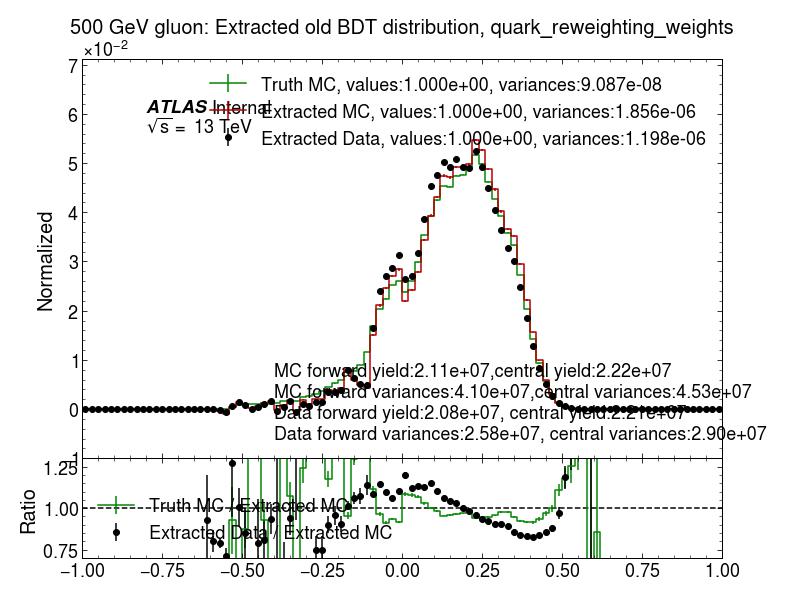 500 GeV gluon: Extracted old BDT distribution, quark_reweighting_weights
×10⁻²
7
Truth MC, values:1.000e+00, variances:9.087e-08
ATLAS Internal
Extracted MC, values:1.000e+00, variances:1.856e-06
√s = 13 TeV
Extracted Data, values:1.000e+00, variances:1.198e-06
6
5
4
3
2
1
0
1
Normalized
MC forward yield:2.11e+07,central yield:2.22e+07
MC forward variances:4.10e+07,central variances:4.53e+07
Data forward yield:2.08e+07, central yield:2.21e+07
Data forward variances:2.58e+07, central variances:2.90e+07
1.25
1.00
0.75
Ratio
Truth MC / Extracted MC
Extracted Data / Extracted MC
−1.00 −0.75 −0.50 −0.25 0.00 0.25 0.50 0.75 1.00